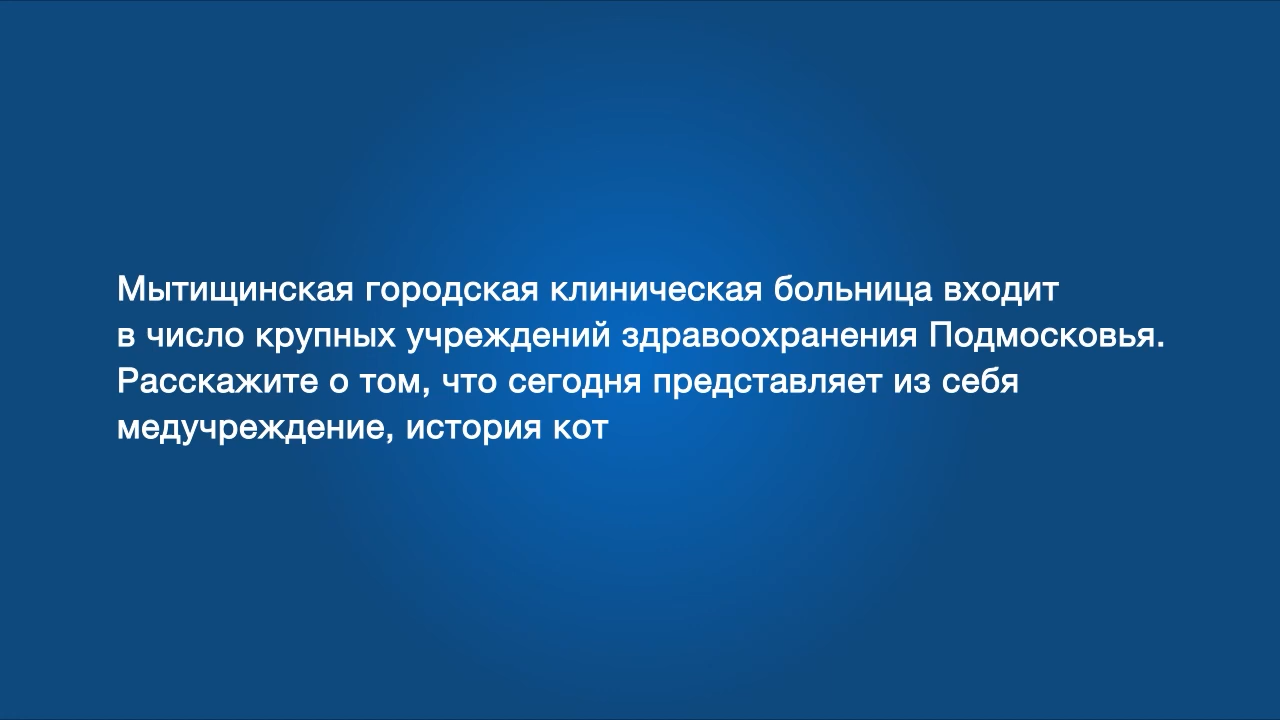 Мытищинская городская клиническая больница входит
в число крупных учреждений здравоохранения Подмосковья.
Расскажите о том, что сегодня представляет из себя
медучреждение, история кот